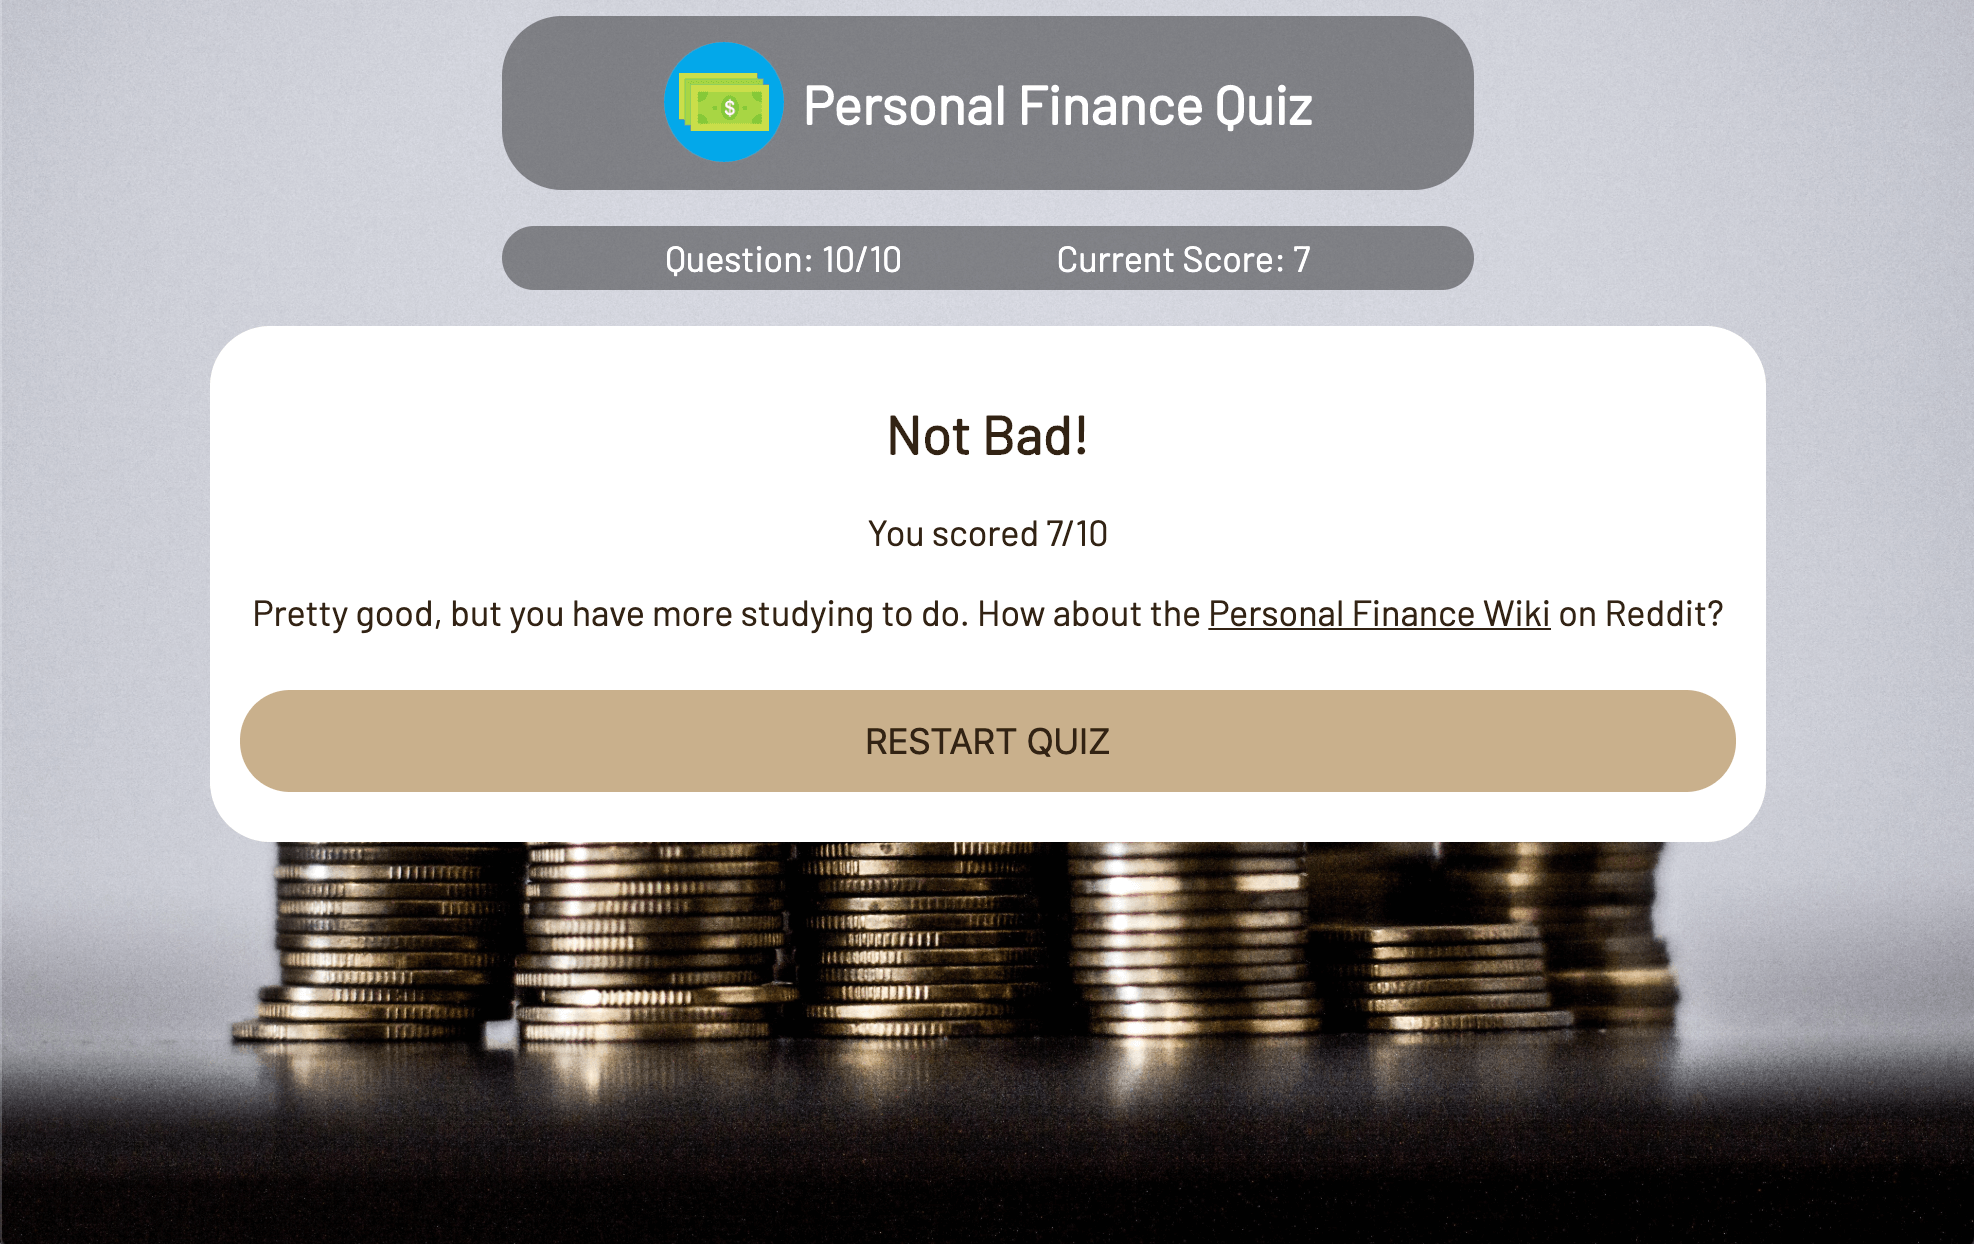 $
Personal Finance Quiz
Question: 10/10
Current Score: 7
Not Bad!
You scored 7/10
Pretty good, but you have more studying to do. How about the Personal Finance Wiki on Reddit?
RESTART QUIZ